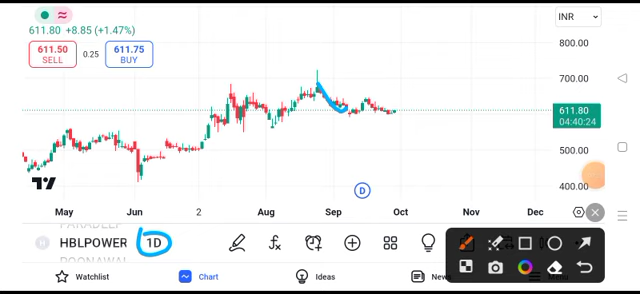 INR
611.80 +8.85 (+1.47%)
800.00
611.50
SELL
0.25
611.75
BUY
700.00
611.80
04:40:24
500.00
400.00
D
May Jun 2 Aug Sep Oct Nov Dec
H HBLPOWER 1D
Watchlist Chart Ideas